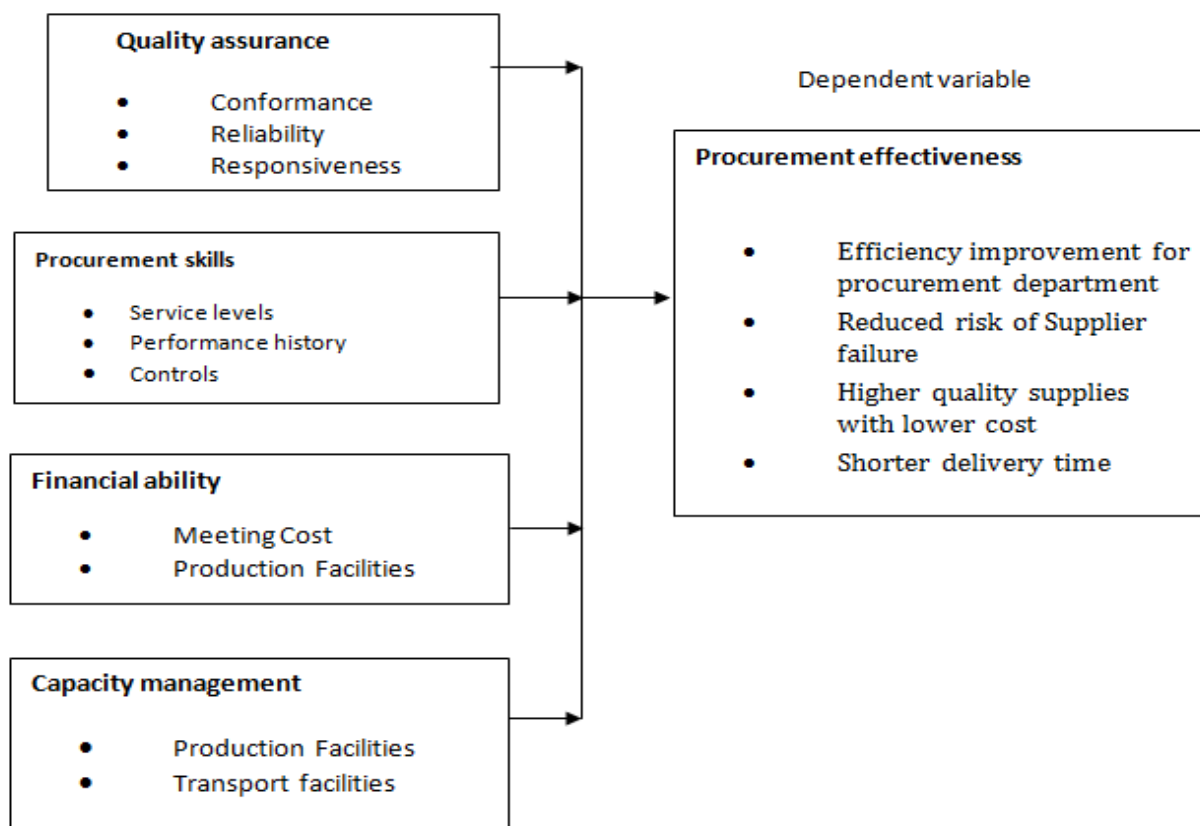 Quality assurance
• Conformance
• Reliability
• Responsiveness
Procurement skills
• Service levels
• Performance history
• Controls
Financial ability
• Meeting Cost
• Production Facilities
Capacity management
• Production Facilities
• Transport facilities
Dependent variable
Procurement effectiveness
• Efficiency improvement for
procurement department
• Reduced risk of Supplier
failure
• Higher quality supplies
with lower cost
• Shorter delivery time